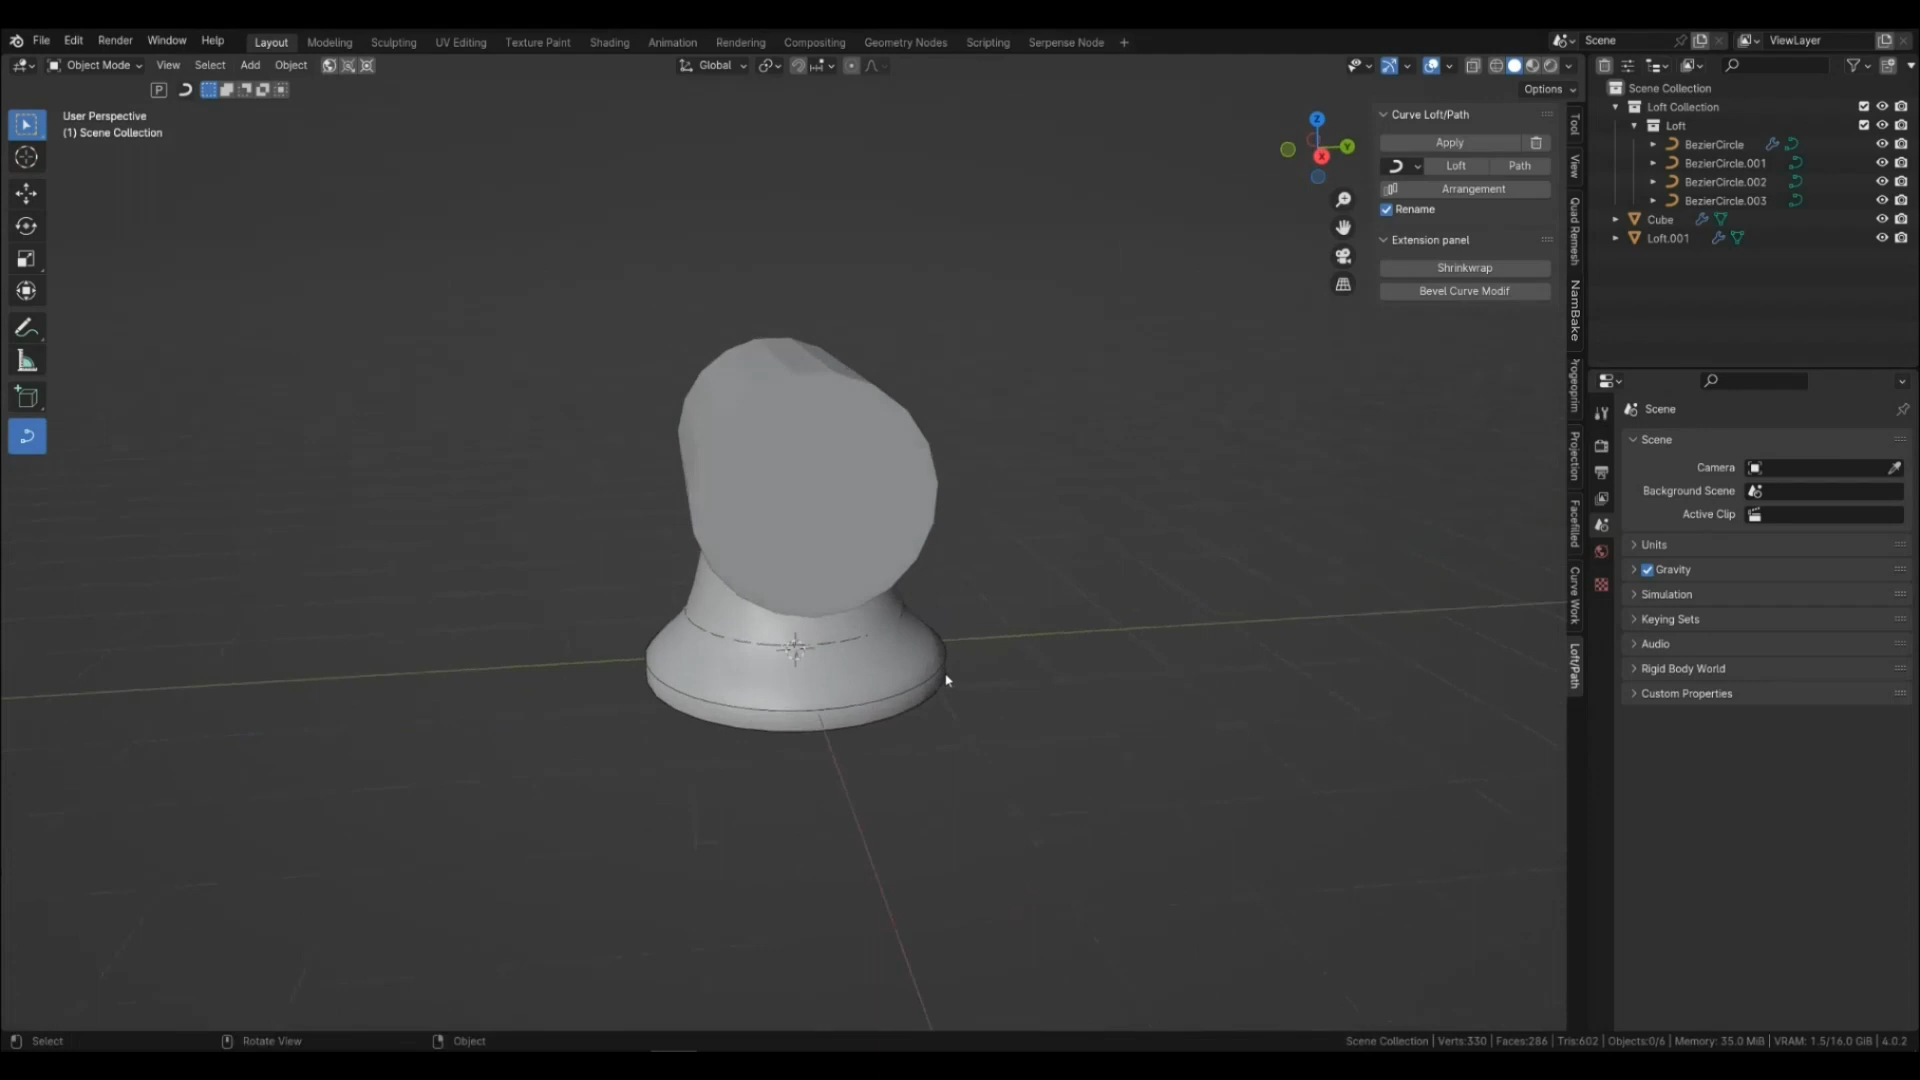 File Edit Render Window Help Layout Modeling Sculpting UV Editing Texture Paint Shading Animation Rendering Compositing Geometry Nodes Scripting Serpense Node + Scene ViewLayer
Object Mode View Select Add Object Global
Options
User Perspective
(1) Scene Collection
Z
Y
X
Curve Loft/Path
Apply
Loft Path
Arrangement
Rename
Extension panel
Shrinkwrap
Bevel Curve Modif
Tool
View
Quad Remesh
NamBake
Projection
Facefilled
Curve Work
Loft/Path
Scene Collection
Loft Collection
Loft
BezierCircle
BezierCircle.001
BezierCircle.002
BezierCircle.003
Cube
Loft.001
Scene
Scene
Camera
Background Scene
Active Clip
Units
Gravity
Simulation
Keying Sets
Audio
Rigid Body World
Custom Properties
Select Rotate View Object Scene Collection | Verts:330 | Faces:286 | Tris:602 | Objects:0/6 | Memory: 35.0 MiB | VRAM: 1.5/16.0 GiB | 4.0.2